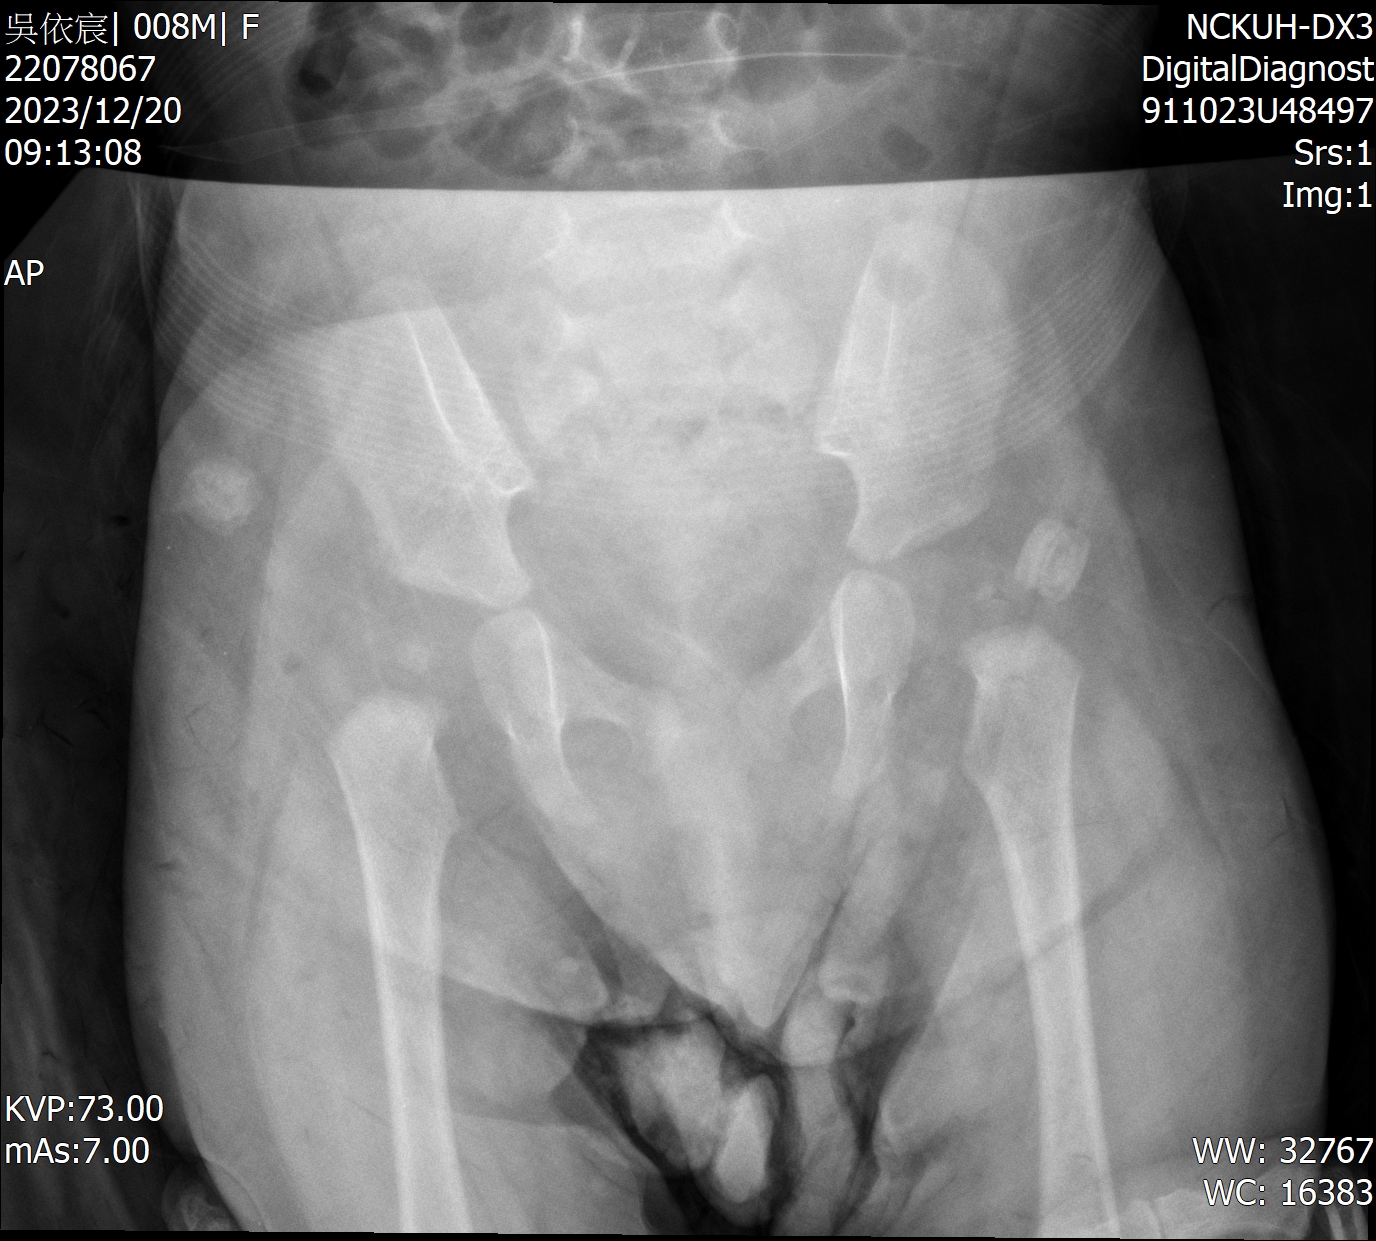 吳依宸| 008M| F
22078067
2023/12/20
09:13:08
AP
NCKUH-DX3
DigitalDiagnost
911023U48497
Srs:1
Img:1
KVP:73.00
mAs:7.00
WW: 32767
WC: 16383